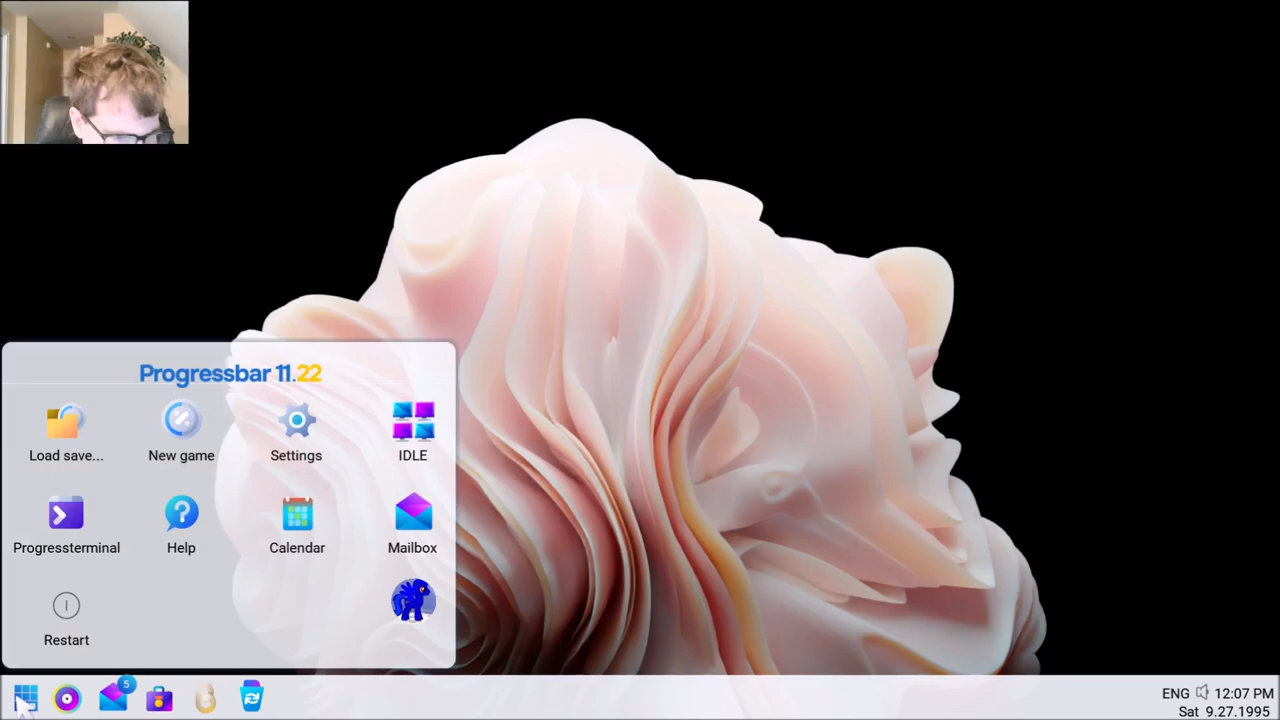 Progressbar 11.22
Load save...
New game
Settings
IDLE
Progressterminal
Help
Calendar
Mailbox
Restart
5
ENG 12:07 PM
Sat 9.27.1995